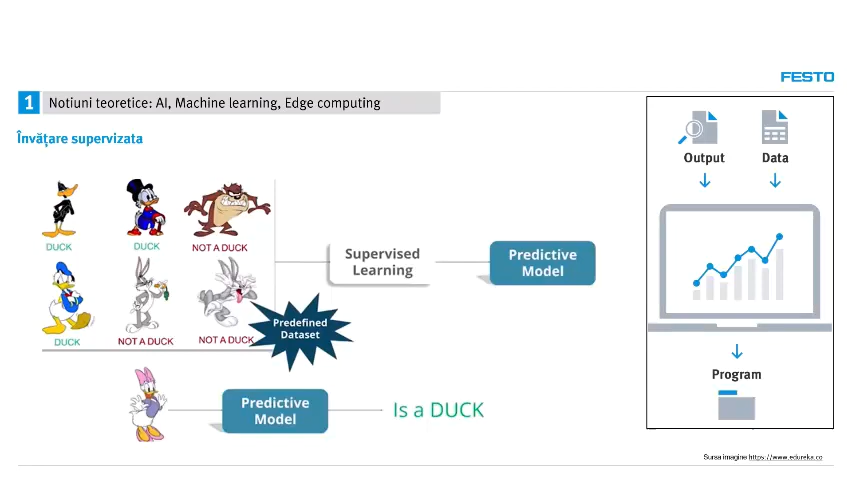 FESTO
1 Notiuni teoretice: AI, Machine learning, Edge computing
Învățare supervizata
DUCK
DUCK
NOT A DUCK
DUCK
NOT A DUCK
NOT A DUCK
Predefined
Dataset
Supervised
Learning
Predictive
Model
Predictive
Model
Is a DUCK
Output
Data
Program
Sursa imagine https://www.edureka.co